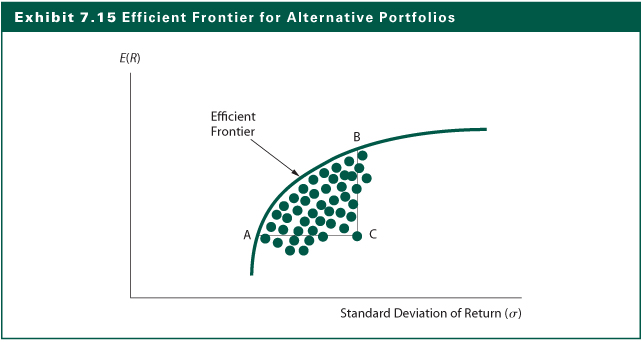 Exhibit 7.15 Efficient Frontier for Alternative Portfolios
E(R)
Efficient
Frontier
B
A
C
Standard Deviation of Return (σ)